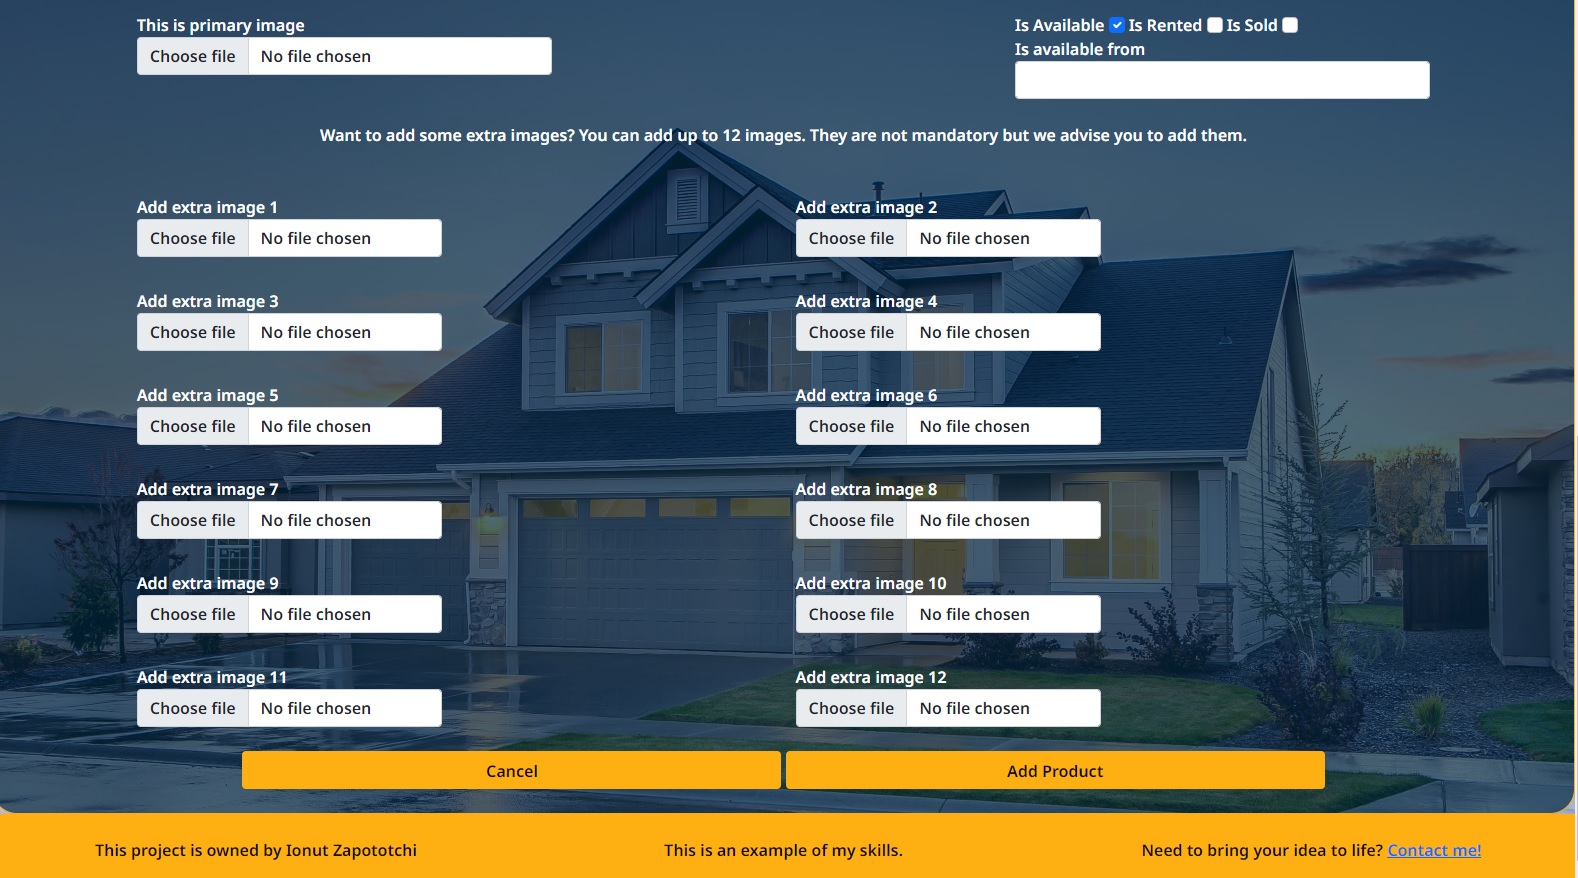 This is primary image
Choose file No file chosen
Is Available Is Rented Is Sold
Is available from
Want to add some extra images? You can add up to 12 images. They are not mandatory but we advise you to add them.
Add extra image 1
Choose file No file chosen
Add extra image 2
Choose file No file chosen
Add extra image 3
Choose file No file chosen
Add extra image 4
Choose file No file chosen
Add extra image 5
Choose file No file chosen
Add extra image 6
Choose file No file chosen
Add extra image 7
Choose file No file chosen
Add extra image 8
Choose file No file chosen
Add extra image 9
Choose file No file chosen
Add extra image 10
Choose file No file chosen
Add extra image 11
Choose file No file chosen
Add extra image 12
Choose file No file chosen
Cancel
Add Product
This project is owned by Ionut Zapototchi
This is an example of my skills.
Need to bring your idea to life? Contact me!